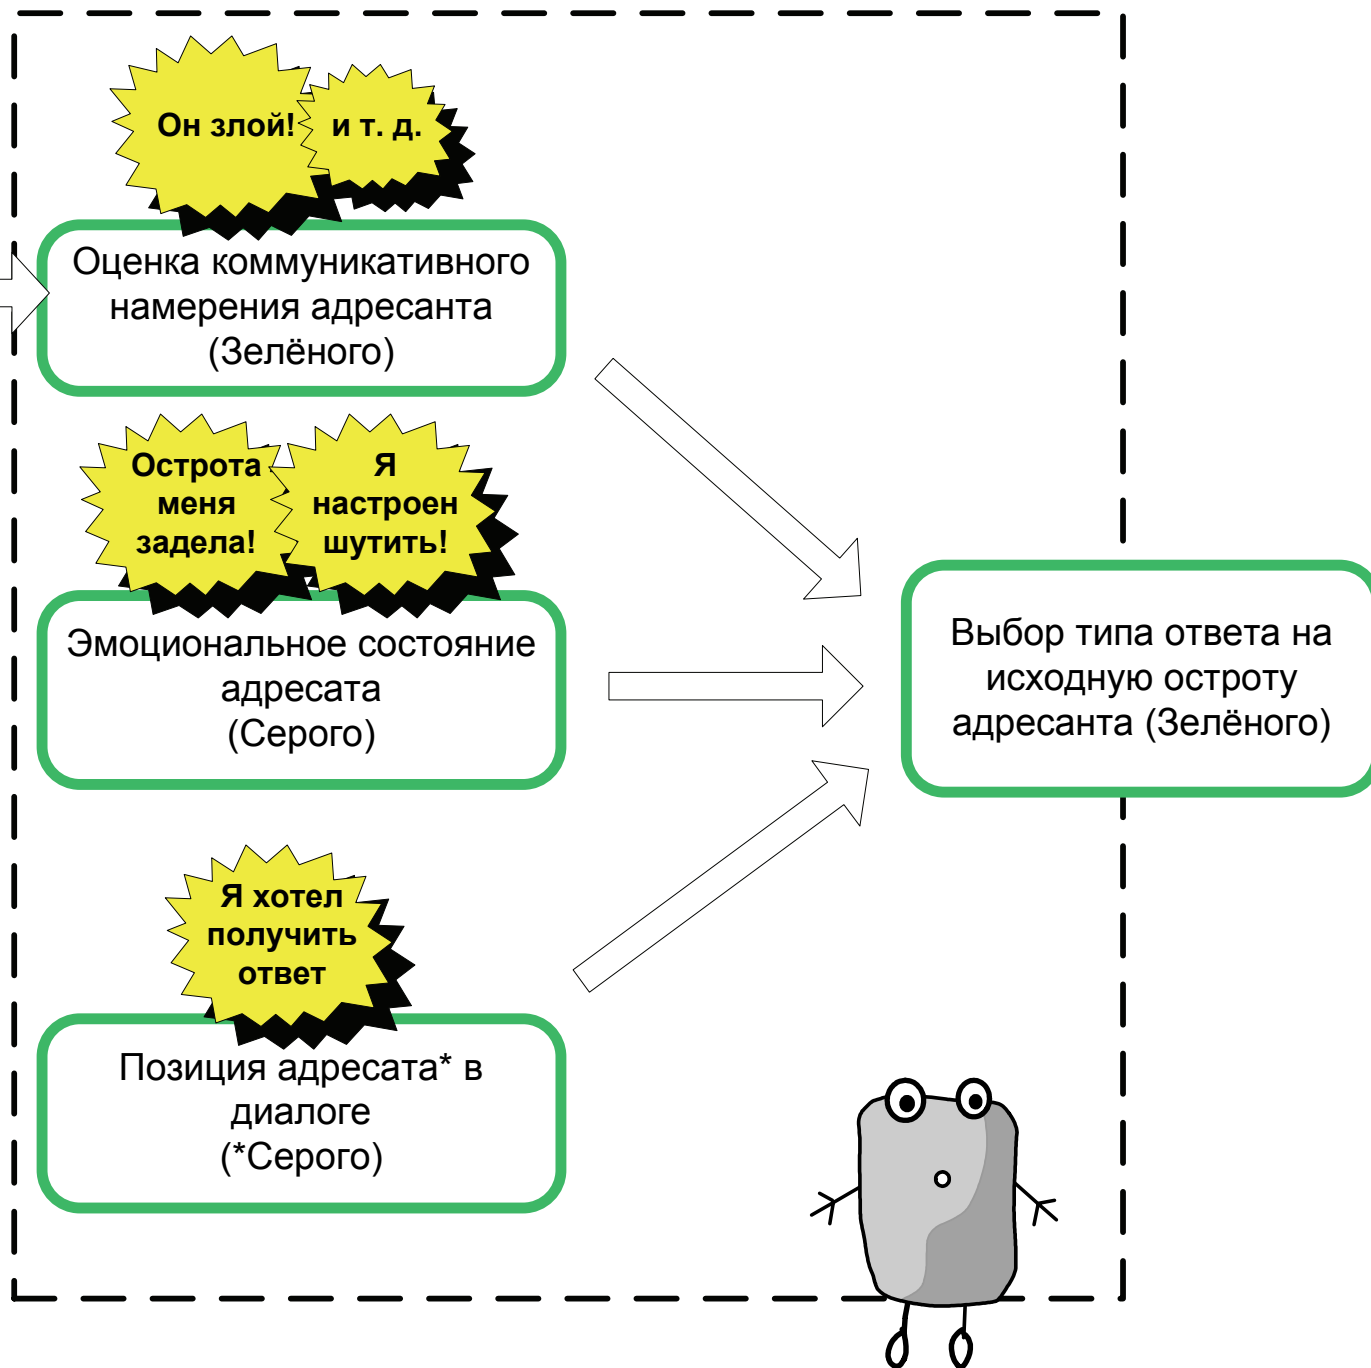 Он злой!
и т. д.
Оценка коммуникативного
намерения адресанта
(Зелёного)
Острота
меня
задела!
Я
настроен
шутить!
Эмоциональное состояние
адресата
(Серого)
Выбор типа ответа на
исходную остроту
адресанта (Зелёного)
Я хотел
получить
ответ
Позиция адресата* в
диалоге
(*Серого)